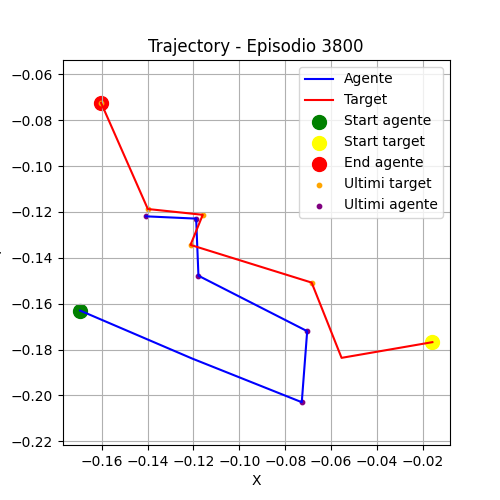 Trajectory - Episodio 3800
Agente
Target
Start agente
Start target
End agente
Ultimi target
Ultimi agente
−0.06
−0.08
−0.10
−0.12
−0.14
−0.16
−0.18
−0.20
−0.22
−0.16 −0.14 −0.12 −0.10 −0.08 −0.06 −0.04 −0.02
X